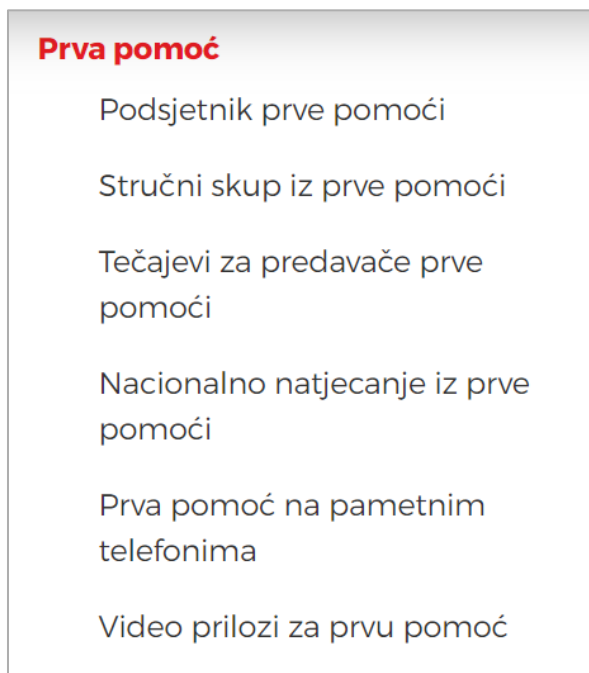 Prva pomoć
Podsjetnik prve pomoći
Stručni skup iz prve pomoći
Tečajevi za predavače prve
pomoći
Nacionalno natjecanje iz prve
pomoći
Prva pomoć na pametnim
telefonima
Video prilozi za prvu pomoć